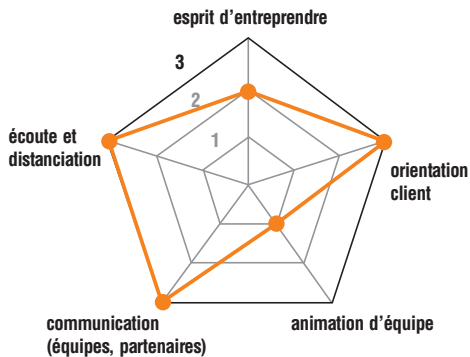 esprit d’entreprendre
3
2
1
écoute et
distanciation
orientation
client
communication
(équipes, partenaires)
animation d’équipe